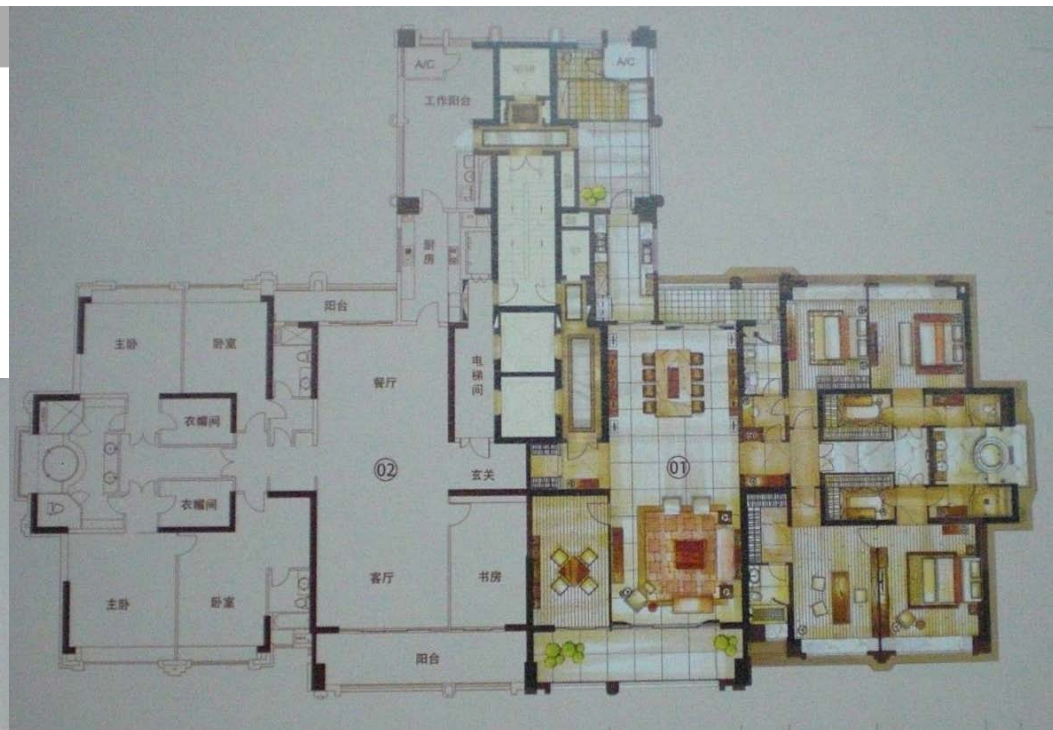 A/C
A/C
工作阳台
厨房
阳台
主卧
卧室
电梯间
餐厅
衣帽间
02
玄关
01
衣帽间
客厅
书房
主卧
卧室
阳台